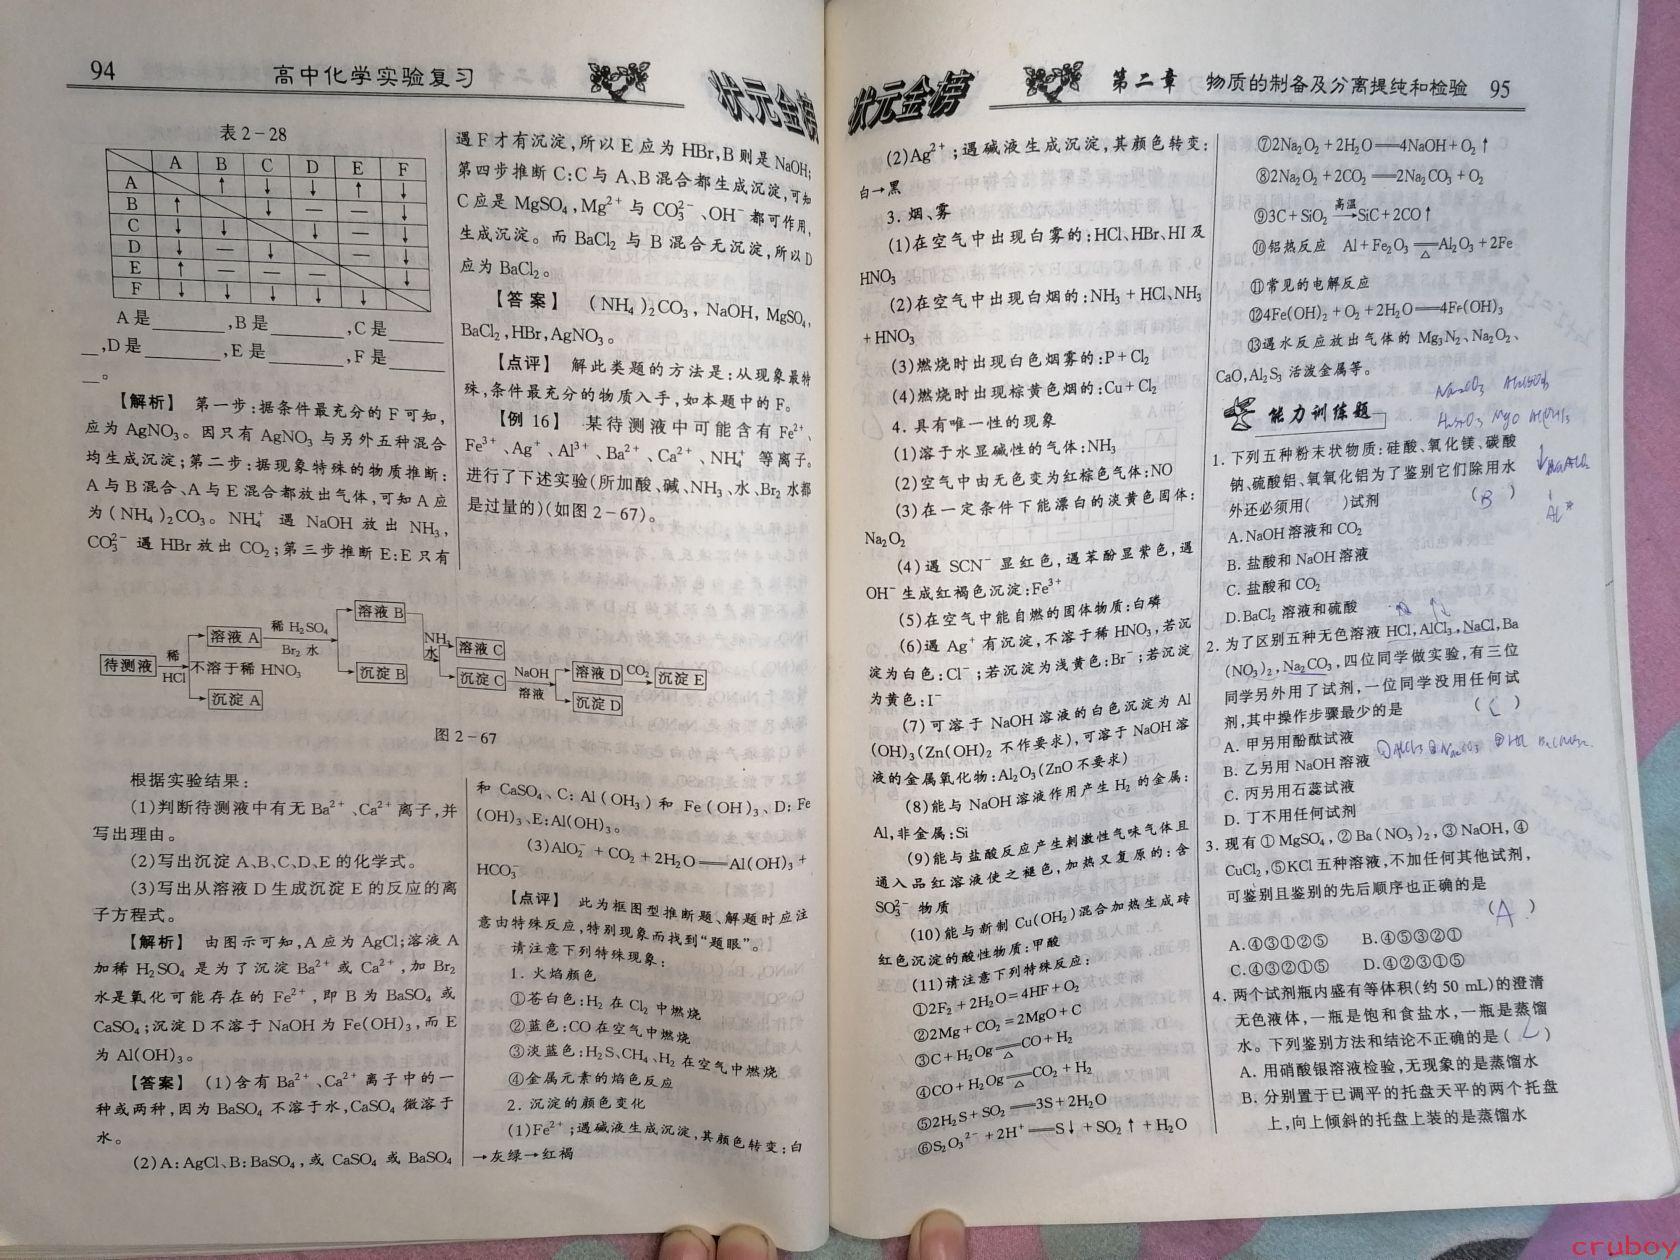 94 高中化学实验复习 状元金榜
表2-28
A B C D E F
A ↑ ↓ ↓ ↑ ↓
B ↑ ↓ — — ↓
C ↓ ↓ ↓ — ↓
D ↓ — ↓ — ↓
E ↑ — — — ↓
F ↓ ↓ ↓ ↓ ↓
A是________,B是________,C是______
__,D是________,E是________,F是______
__。
【解析】 第一步:据条件最充分的F可知,
应为AgNO₃。因只有AgNO₃与另外五种混合
均生成沉淀;第二步:据现象特殊的物质推断:
A与B混合、A与E混合都放出气体,可知A应
为(NH₄)₂CO₃。NH₄⁺ 遇 NaOH 放出 NH₃,
CO₃²⁻ 遇HBr放出CO₂;第三步推断E:E只有
遇F才有沉淀,所以E应为HBr,B则是NaOH;
第四步推断C:C与A、B混合都生成沉淀,可知
C应是MgSO₄,Mg²⁺与CO₃²⁻、OH⁻都可作用,
生成沉淀。而BaCl₂与B混合无沉淀,所以D
应为BaCl₂。
【答案】 (NH₄)₂CO₃, NaOH, MgSO₄,
BaCl₂,HBr,AgNO₃。
【点评】 解此类题的方法是:从现象最特
殊,条件最充分的物质入手,如本题中的F。
【例16】 某待测液中可能含有Fe²⁺、
Fe³⁺、Ag⁺、Al³⁺、Ba²⁺、Ca²⁺、NH₄⁺ 等离子。
进行了下述实验(所加酸、碱、NH₃、水、Br₂水都
是过量的)(如图2-67)。
待测液 稀HCl 溶液A 不溶于稀HNO₃ 沉淀A
稀H₂SO₄ Br₂水 溶液B 沉淀B
NH₃水 溶液C 沉淀C
NaOH溶液 溶液D 沉淀D CO₂ 沉淀E
图2-67
根据实验结果:
(1)判断待测液中有无Ba²⁺、Ca²⁺离子,并
写出理由。
(2)写出沉淀A、B、C、D、E的化学式。
(3)写出从溶液D生成沉淀E的反应的离
子方程式。
【解析】 由图示可知,A应为AgCl;溶液A
加稀H₂SO₄是为了沉淀Ba²⁺或Ca²⁺,加Br₂
水是氧化可能存在的Fe²⁺,即B为BaSO₄或
CaSO₄;沉淀D不溶于NaOH为Fe(OH)₃,而E
为Al(OH)₃。
【答案】 (1)含有Ba²⁺、Ca²⁺离子中的一
种或两种,因为BaSO₄不溶于水,CaSO₄微溶于
水。
(2)A:AgCl、B:BaSO₄,或 CaSO₄ 或 BaSO₄
和 CaSO₄、C: Al(OH₃) 和 Fe(OH)₃、D: Fe
(OH)₃、E:Al(OH)₃。
(3)AlO₂⁻+CO₂+2H₂O══Al(OH)₃+
HCO₃⁻
【点评】 此为框图型推断题、解题时应注
意由特殊反应,特别现象而找到“题眼”。
请注意下列特殊现象:
1.火焰颜色
①苍白色:H₂在Cl₂中燃烧
②蓝色:CO在空气中燃烧
③淡蓝色:H₂S、CH₄、H₂在空气中燃烧
④金属元素的焰色反应
2.沉淀的颜色变化
(1)Fe²⁺;遇碱液生成沉淀,其颜色转变;白
→灰绿→红褐
状元金榜 第二章 物质的制备及分离提纯和检验 95
(2)Ag²⁺;遇碱液生成沉淀,其颜色转变:
白→黑
3.烟、雾
(1)在空气中出现白雾的:HCl、HBr、HI及
HNO₃
(2)在空气中出现白烟的:NH₃+HCl、NH₃
+HNO₃
(3)燃烧时出现白色烟雾的:P+Cl₂
(4)燃烧时出现棕黄色烟的:Cu+Cl₂
4.具有唯一性的现象
(1)溶于水显碱性的气体:NH₃
(2)空气中由无色变为红棕色气体:NO
(3)在一定条件下能漂白的淡黄色固体:
Na₂O₂
(4)遇SCN⁻显红色,遇苯酚显紫色,遇
OH⁻生成红褐色沉淀:Fe³⁺
(5)在空气中能自燃的固体物质:白磷
(6)遇Ag⁺有沉淀,不溶于稀HNO₃,若沉
淀为白色:Cl⁻;若沉淀为浅黄色:Br⁻;若沉淀
为黄色:I⁻
(7)可溶于NaOH溶液的白色沉淀为Al
(OH)₃(Zn(OH)₂不作要求),可溶于NaOH溶
液的金属氧化物:Al₂O₃(ZnO不要求)
(8)能与NaOH溶液作用产生H₂的金属:
Al,非金属:Si
(9)能与盐酸反应产生刺激性气味气体且
通入品红溶液使之褪色,加热又复原的:含
SO₃²⁻物质
(10)能与新制Cu(OH₂)混合加热生成砖
红色沉淀的酸性物质:甲酸
(11)请注意下列特殊反应:
①2F₂+2H₂O=4HF+O₂
②2Mg+CO₂=2MgO+C
③C+H₂Og══△CO+H₂
④CO+H₂Og══△CO₂+H₂
⑤2H₂S+SO₂══3S+2H₂O
⑥S₂O₃²⁻+2H⁺══S↓+SO₂↑+H₂O
⑦2Na₂O₂+2H₂O══4NaOH+O₂↑
⑧2Na₂O₂+2CO₂══2Na₂CO₃+O₂
⑨3C+SiO₂ 高温→SiC+2CO↑
⑩铝热反应 Al+Fe₂O₃══△Al₂O₃+2Fe
⑪常见的电解反应
⑫4Fe(OH)₂+O₂+2H₂O══4Fe(OH)₃
⑬遇水反应放出气体的Mg₃N₂、Na₂O₂、
CaO,Al₂S₃活泼金属等。
能力训练题
1.下列五种粉末状物质:硅酸、氧化镁、碳酸
钠、硫酸铝、氢氧化铝为了鉴别它们除用水
外还必须用( )试剂 (B)
A.NaOH溶液和CO₂
B.盐酸和NaOH溶液
C.盐酸和CO₂
D.BaCl₂溶液和硫酸
2.为了区别五种无色溶液HCl,AlCl₃,NaCl,Ba
(NO₃)₂,Na₂CO₃,四位同学做实验,有三位
同学另外用了试剂,一位同学没用任何试
剂,其中操作步骤最少的是 (C)
A.甲另用酚酞试液
B.乙另用NaOH溶液
C.丙另用石蕊试液
D.丁不用任何试剂
3.现有①MgSO₄,②Ba(NO₃)₂,③NaOH,④
CuCl₂,⑤KCl五种溶液,不加任何其他试剂,
可鉴别且鉴别的先后顺序也正确的是
(A)
A.④③①②⑤ B.④⑤③②①
C.④③②①⑤ D.④②③①⑤
4.两个试剂瓶内盛有等体积(约50 mL)的澄清
无色液体,一瓶是饱和食盐水,一瓶是蒸馏
水。下列鉴别方法和结论不正确的是( )
A.用硝酸银溶液检验,无现象的是蒸馏水
B.分别置于已调平的托盘天平的两个托盘
上,向上倾斜的托盘上装的是蒸馏水
cruboy